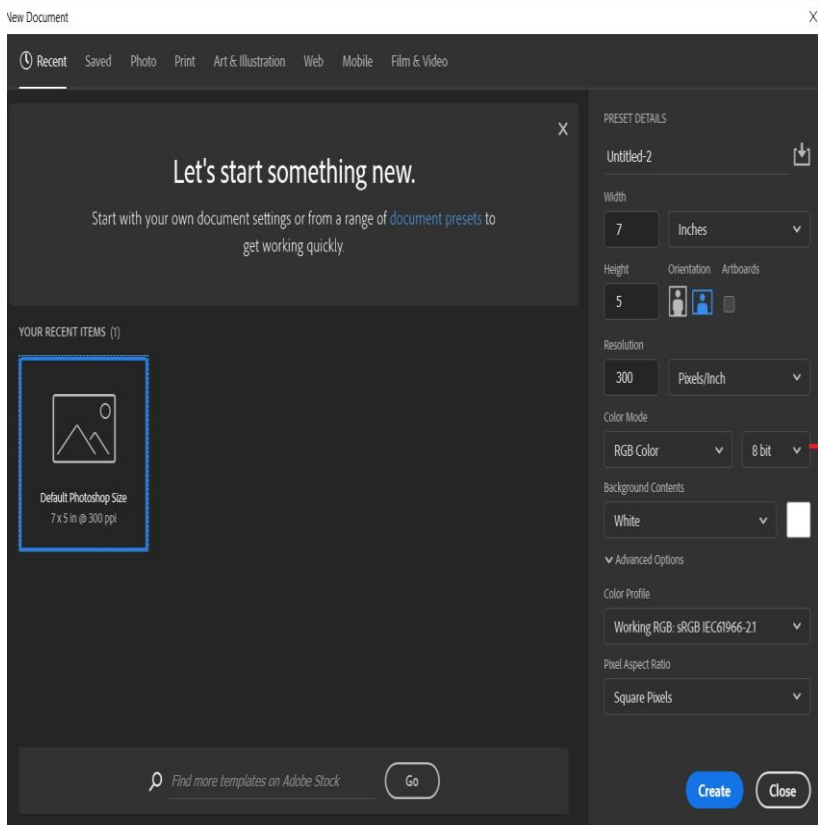 New Document
X
Recent Saved Photo Print Art & Illustration Web Mobile Film & Video
X
Let's start something new.
Start with your own document settings or from a range of document presets to
get working quickly.
YOUR RECENT ITEMS (1)
Default Photoshop Size
7 x 5 in @ 300 ppi
Find more templates on Adobe Stock
Go
PRESET DETAILS
Untitled-2
Width
7 Inches
Height Orientation Artboards
5
Resolution
300 Pixels/Inch
Color Mode
RGB Color 8 bit
Background Contents
White
Advanced Options
Color Profile
Working RGB: sRGB IEC61966-2.1
Pixel Aspect Ratio
Square Pixels
Create Close